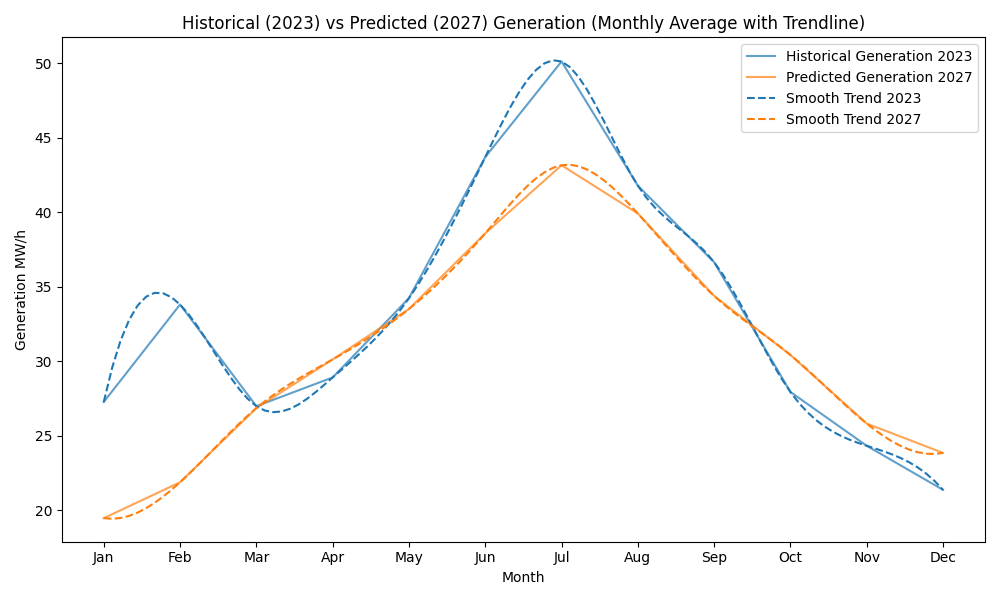 Historical (2023) vs Predicted (2027) Generation (Monthly Average with Trendline)
Historical Generation 2023
Predicted Generation 2027
Smooth Trend 2023
Smooth Trend 2027
Generation MW/h
50
45
40
35
30
25
20
Jan Feb Mar Apr May Jun Jul Aug Sep Oct Nov Dec
Month